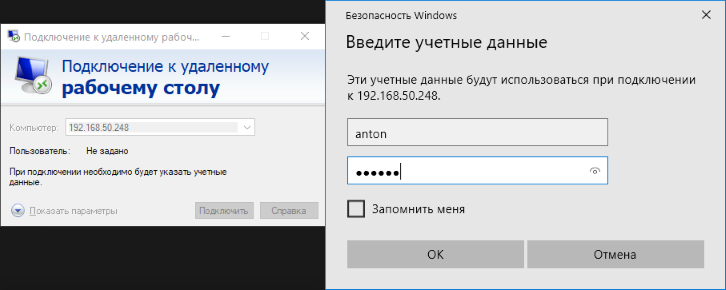 Подключение к удаленному рабоч...
Подключение к удаленному
рабочему столу
Компьютер:
192.168.50.248
Пользователь:
Не задано
При подключении необходимо будет указать учетные
данные.
Показать параметры
Подключить
Справка
Безопасность Windows
Введите учетные данные
Эти учетные данные будут использоваться при подключении
к 192.168.50.248.
anton
●●●●●●
Запомнить меня
ОК
Отмена